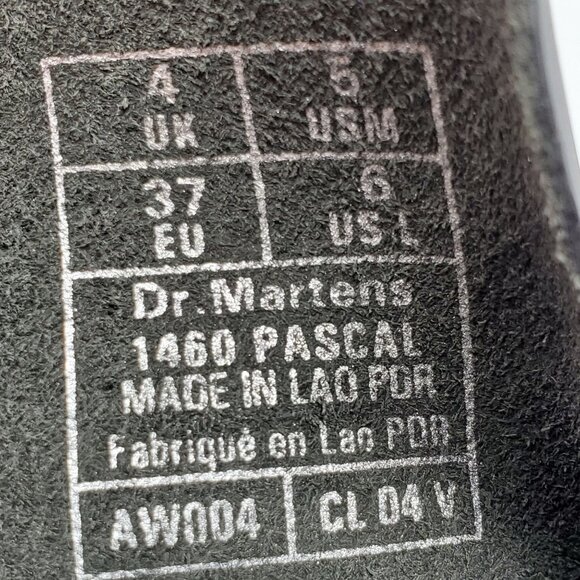 4 5
UK USM
37 6
EU US L
Dr. Martens
1460 PASCAL
MADE IN LAO PDR
Fabriqué en Lao PDR
AW004 CL 04 V